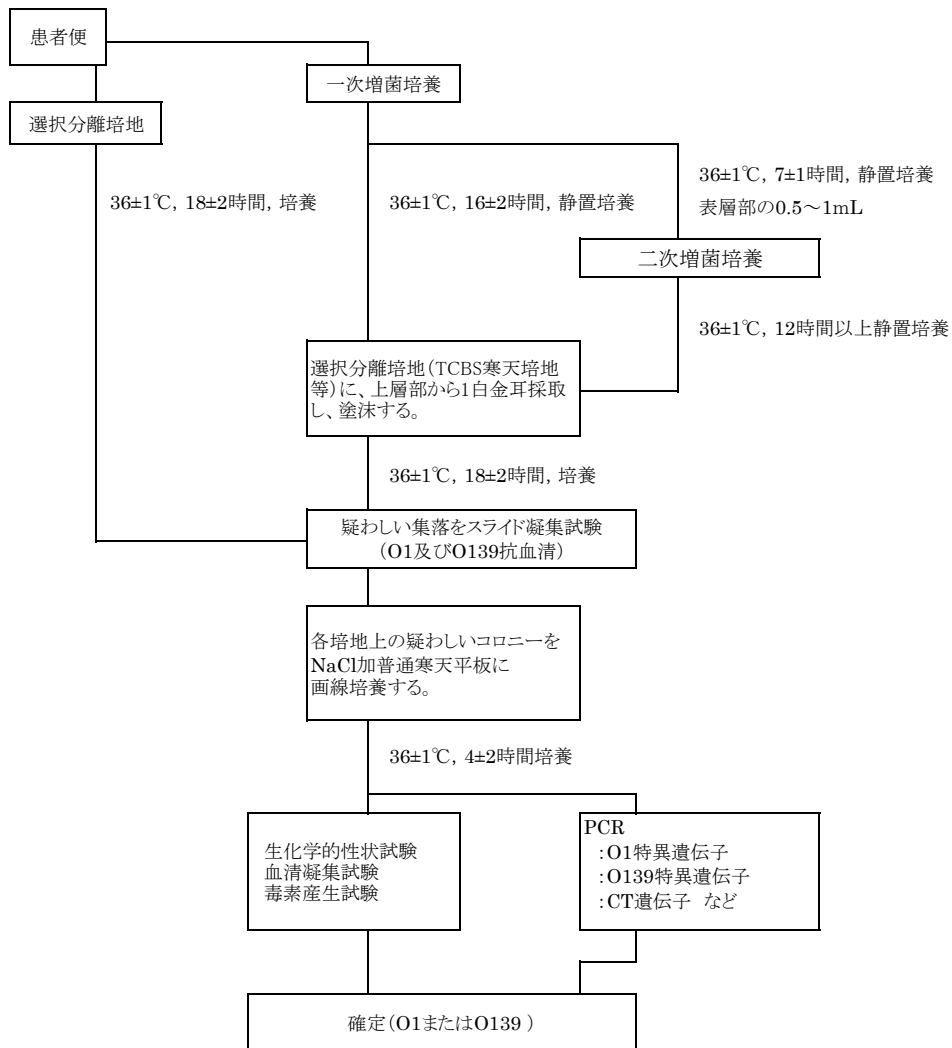 患者便
一次増菌培養
選択分離培地
36±1℃, 18±2時間, 培養
36±1℃, 16±2時間, 静置培養
36±1℃, 7±1時間, 静置培養
表層部の0.5～1mL
二次増菌培養
36±1℃, 12時間以上静置培養
選択分離培地(TCBS寒天培地
等)に、上層部から1白金耳採取
し、塗沫する。
36±1℃, 18±2時間, 培養
疑わしい集落をスライド凝集試験
(O1及びO139抗血清)
各培地上の疑わしいコロニーを
NaCl加普通寒天平板に
画線培養する。
36±1℃, 4±2時間培養
生化学的性状試験
血清凝集試験
毒素産生試験
PCR
:O1特異遺伝子
:O139特異遺伝子
:CT遺伝子 など
確定(O1またはO139 )